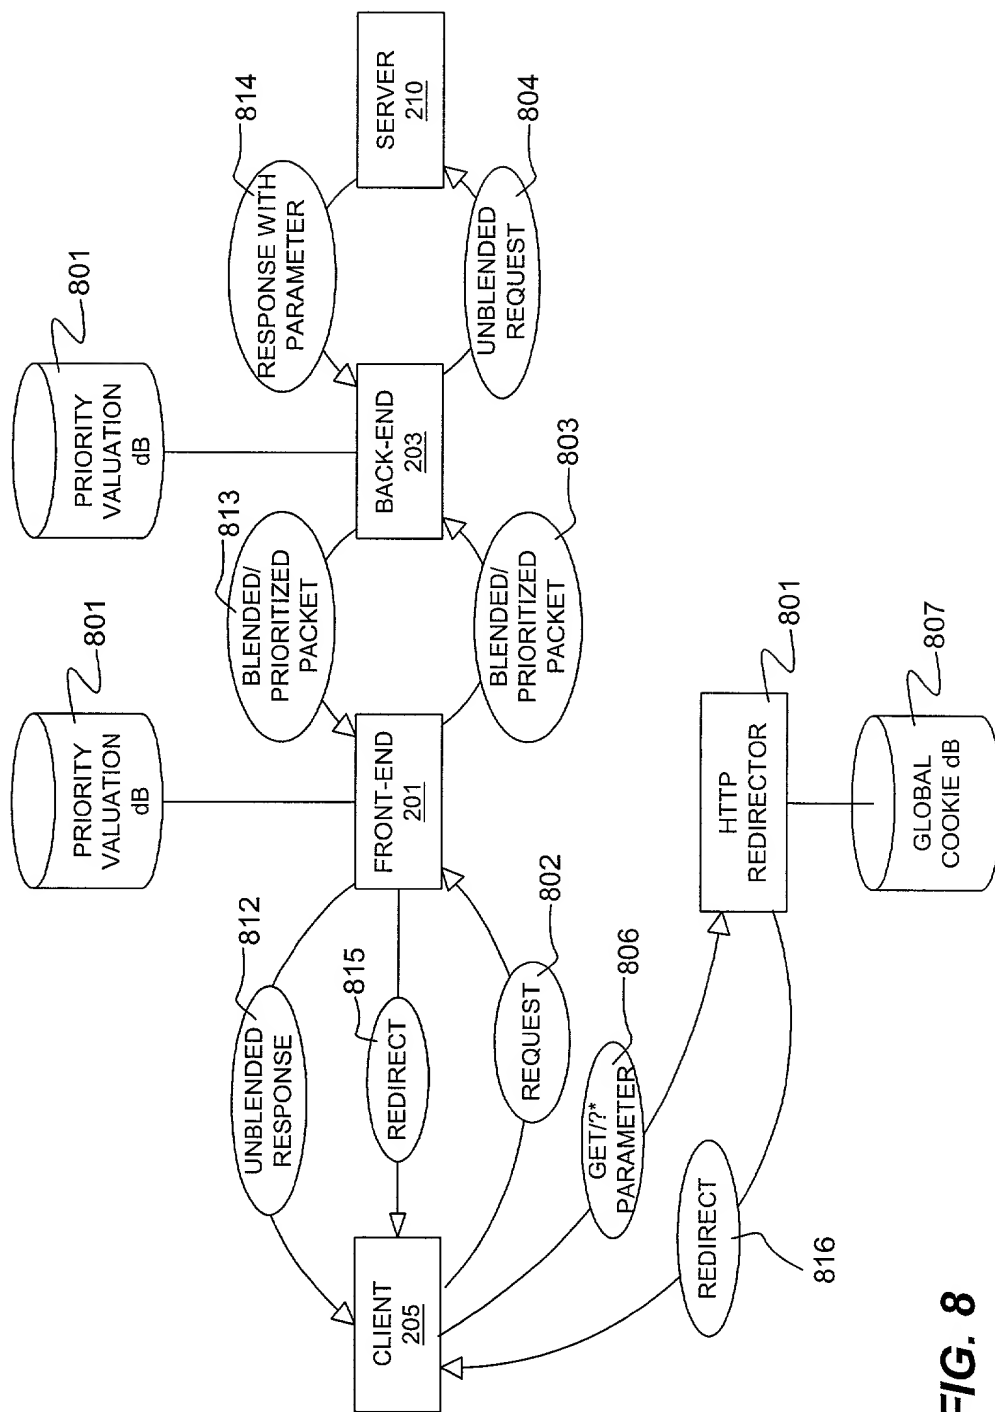 801
PRIORITY
VALUATION
dB
801
PRIORITY
VALUATION
dB
812
UNBLENDED
RESPONSE
813
BLENDED/
PRIORITIZED
PACKET
814
RESPONSE WITH
PARAMETER
815
REDIRECT
CLIENT
205
FRONT-END
201
BACK-END
203
SERVER
210
REQUEST
802
BLENDED/
PRIORITIZED
PACKET
803
UNBLENDED
REQUEST
804
GET/?*
PARAMETER
806
REDIRECT
816
HTTP
REDIRECTOR
801
GLOBAL
COOKIE dB
807
FIG. 8